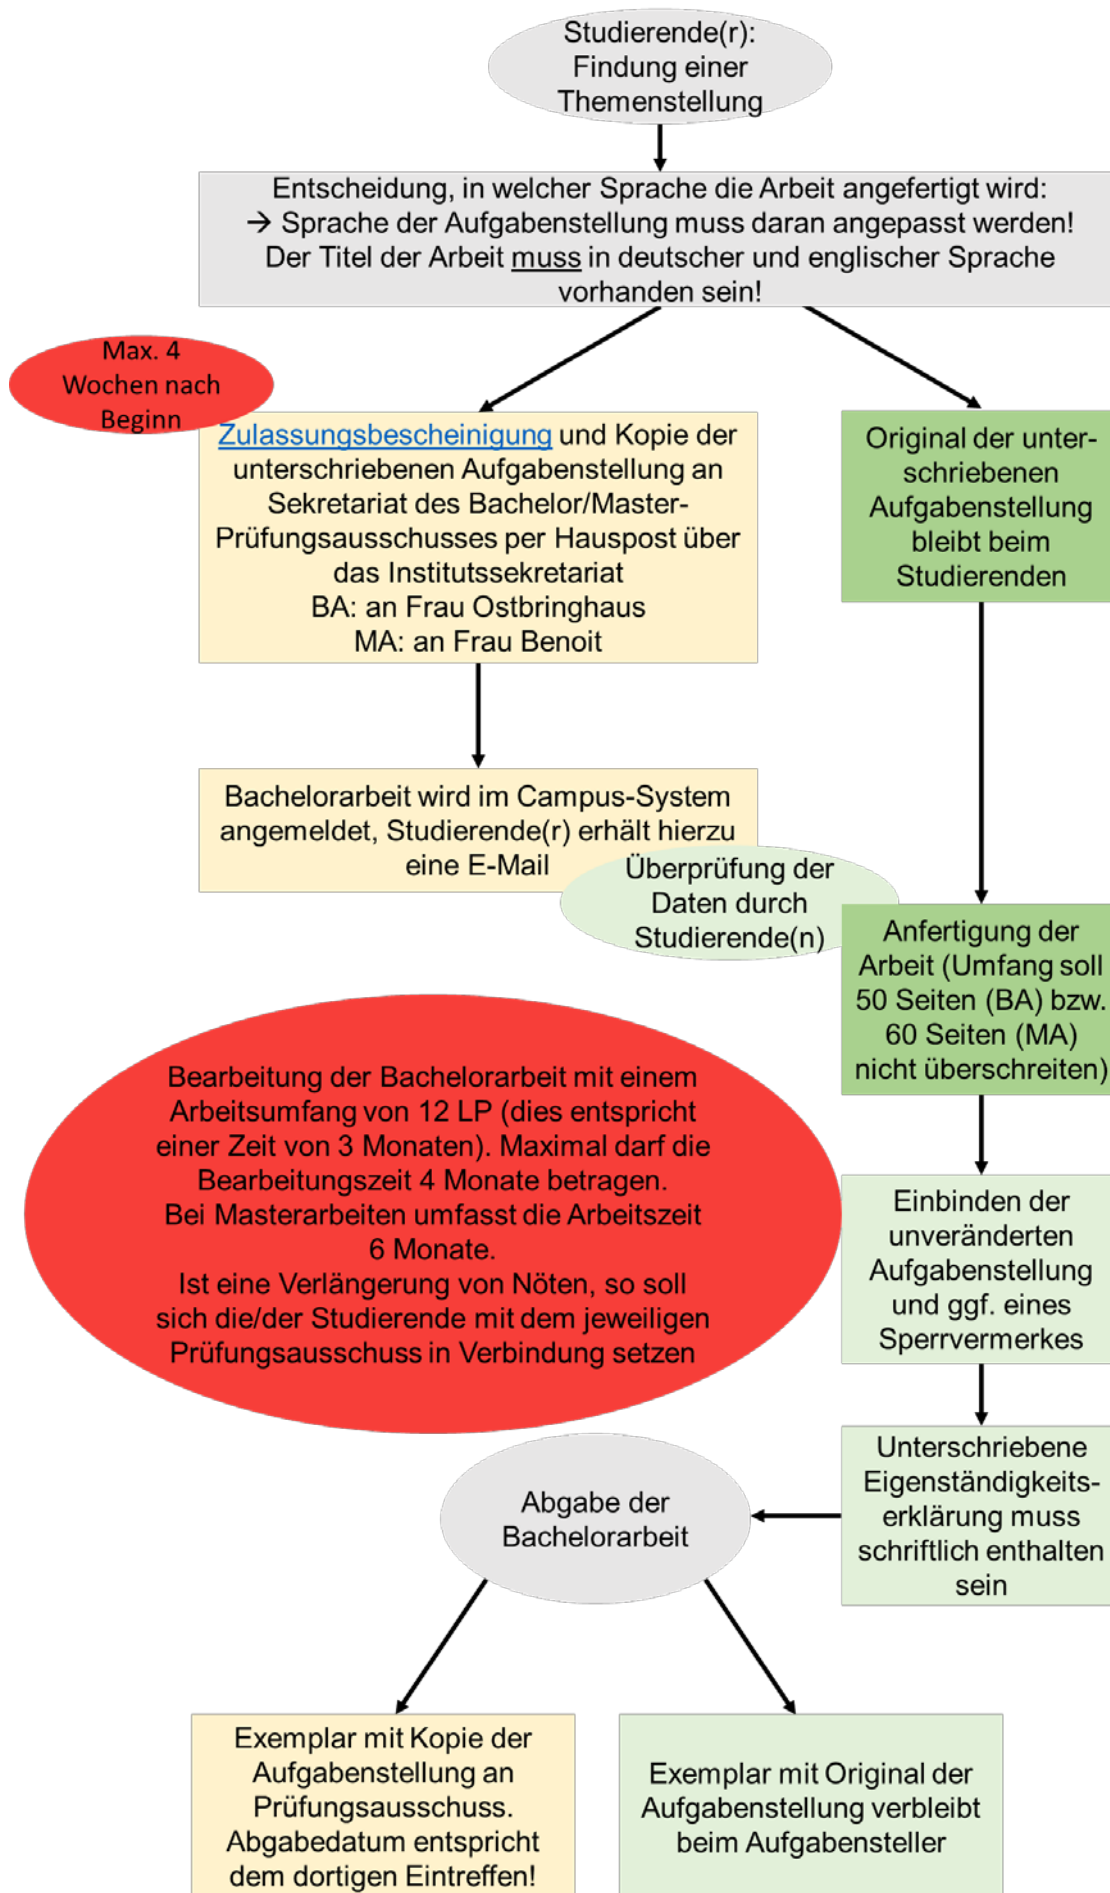 Studierende(r):
Findung einer
Themenstellung
Entscheidung, in welcher Sprache die Arbeit angefertigt wird:
→ Sprache der Aufgabenstellung muss daran angepasst werden!
Der Titel der Arbeit muss in deutscher und englischer Sprache
vorhanden sein!
Max. 4
Wochen nach
Beginn
Zulassungsbescheinigung und Kopie der
unterschriebenen Aufgabenstellung an
Sekretariat des Bachelor/Master-
Prüfungsausschusses per Hauspost über
das Institutssekretariat
BA: an Frau Ostbringhaus
MA: an Frau Benoit
Original der unter-
schriebenen
Aufgabenstellung
bleibt beim
Studierenden
Bachelorarbeit wird im Campus-System
angemeldet, Studierende(r) erhält hierzu
eine E-Mail
Überprüfung der
Daten durch
Studierende(n)
Anfertigung der
Arbeit (Umfang soll
50 Seiten (BA) bzw.
60 Seiten (MA)
nicht überschreiten)
Bearbeitung der Bachelorarbeit mit einem
Arbeitsumfang von 12 LP (dies entspricht
einer Zeit von 3 Monaten). Maximal darf die
Bearbeitungszeit 4 Monate betragen.
Bei Masterarbeiten umfasst die Arbeitszeit
6 Monate.
Ist eine Verlängerung von Nöten, so soll
sich die/der Studierende mit dem jeweiligen
Prüfungsausschuss in Verbindung setzen
Einbinden der
unveränderten
Aufgabenstellung
und ggf. eines
Sperrvermerkes
Unterschriebene
Eigenständigkeits-
erklärung muss
schriftlich enthalten
sein
Abgabe der
Bachelorarbeit
Exemplar mit Kopie der
Aufgabenstellung an
Prüfungsausschuss.
Abgabedatum entspricht
dem dortigen Eintreffen!
Exemplar mit Original der
Aufgabenstellung verbleibt
beim Aufgabensteller